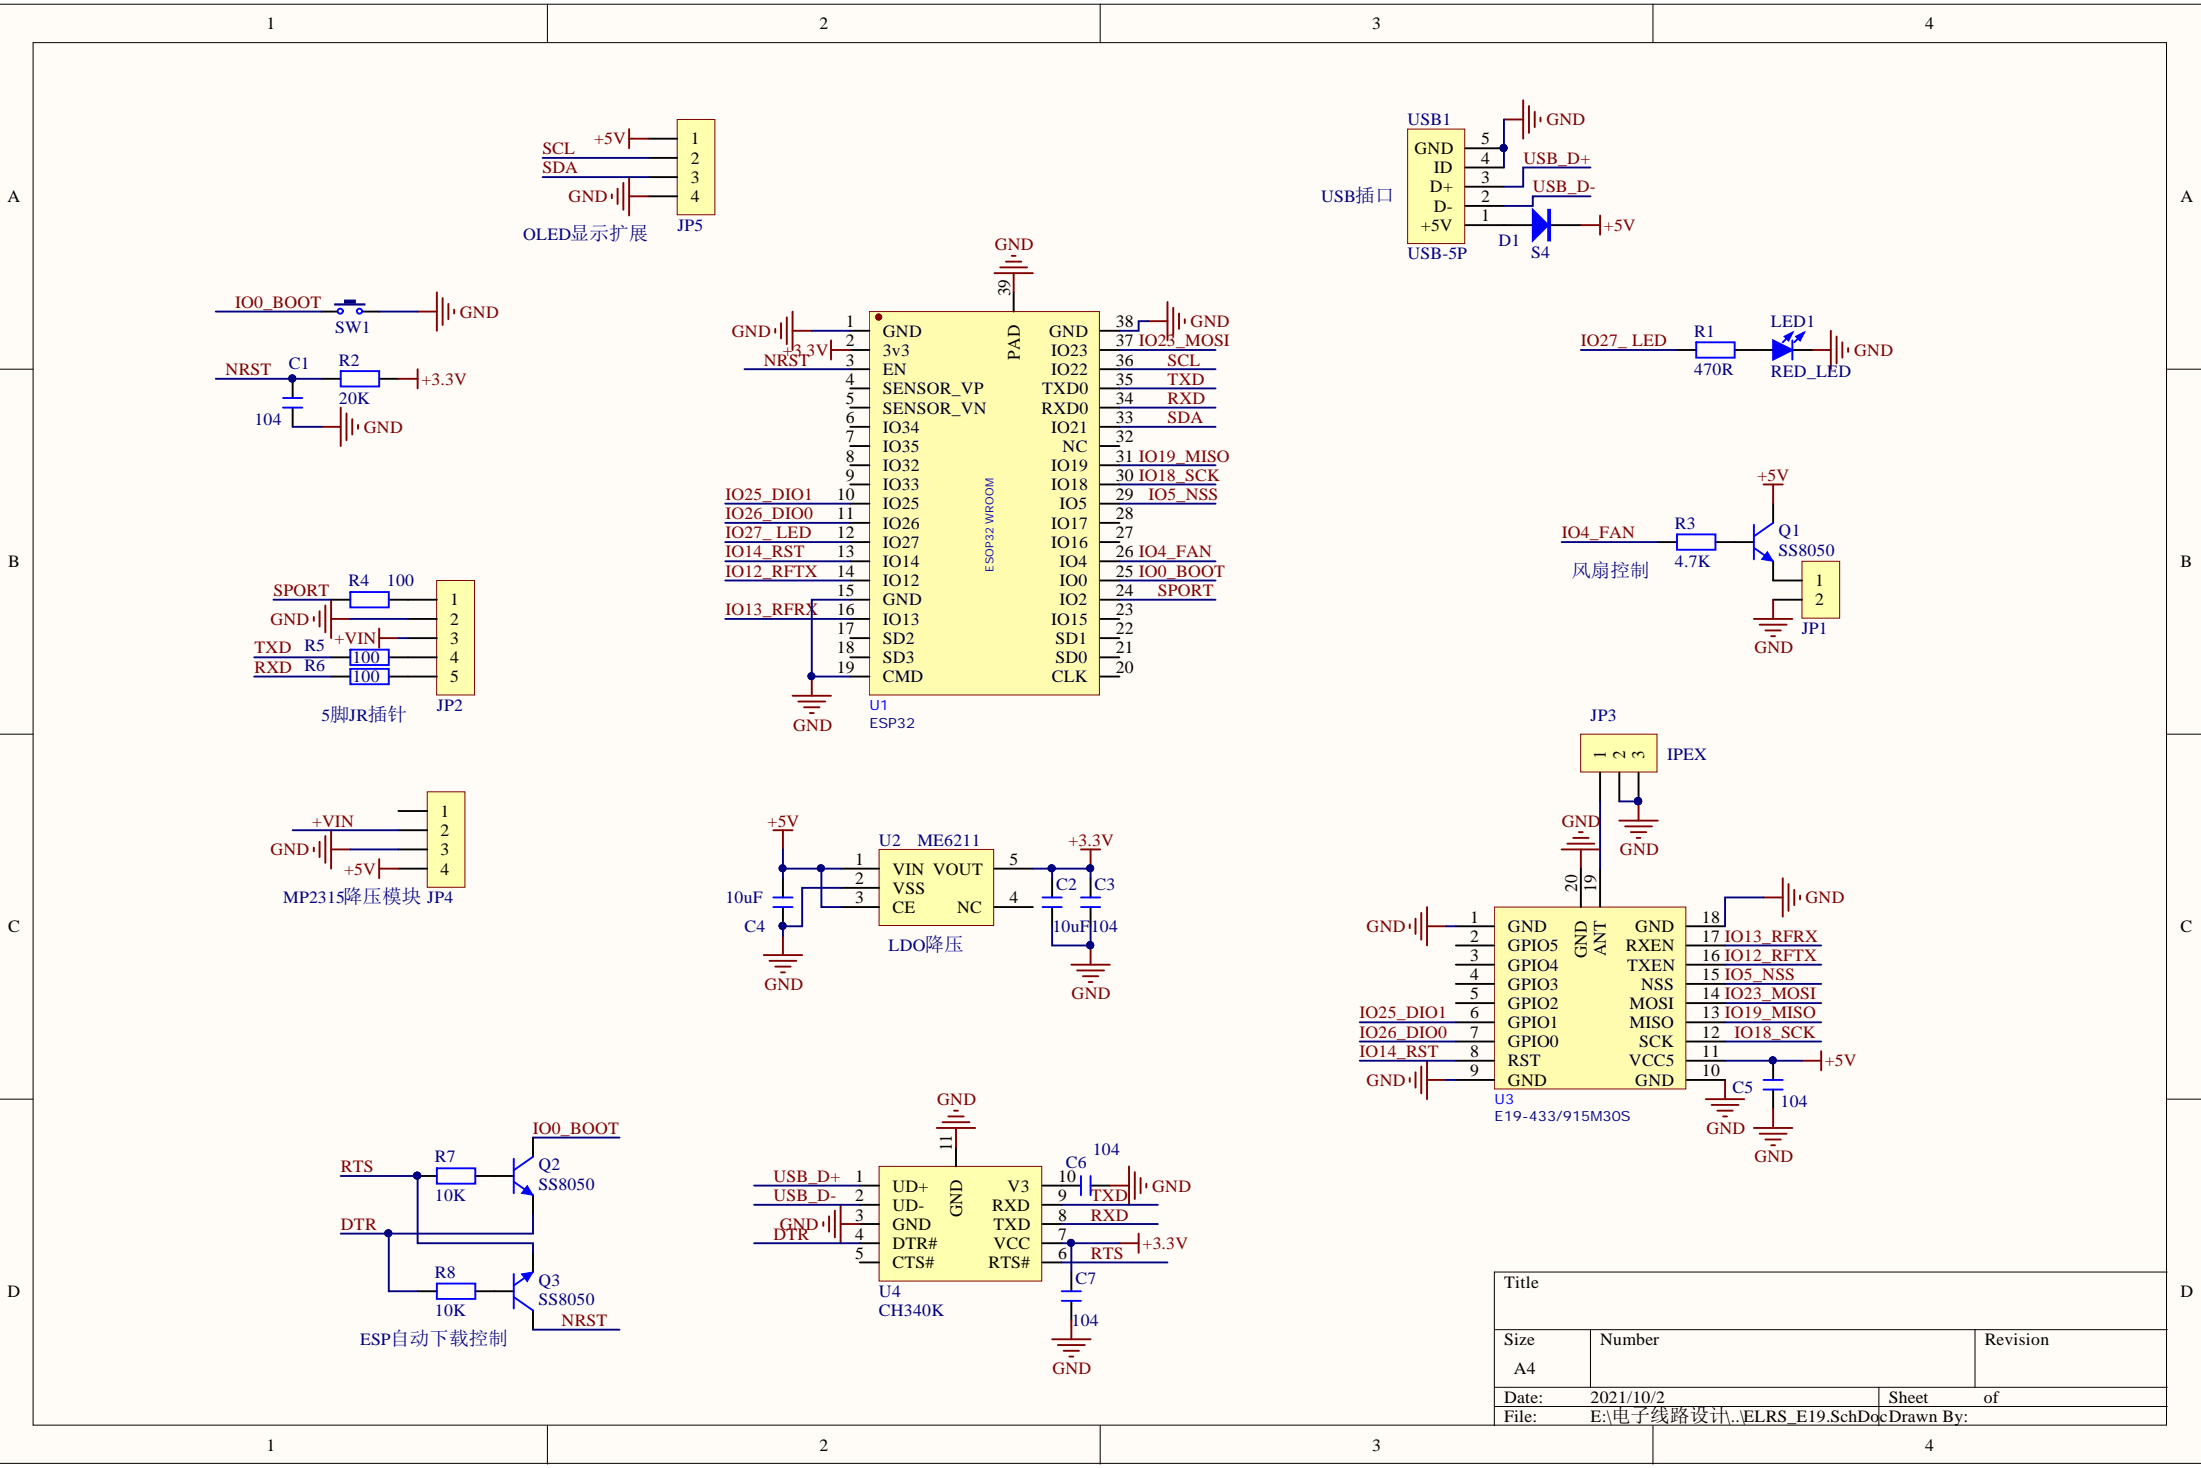 1
2
3
4
A
A
B
B
C
C
D
D
+5V
SCL
SDA
GND
1
2
3
4
JP5
OLED显示扩展
USB1
GND
ID
D+
D-
+5V
5
4
3
2
1
GND
USB_D+
USB_D-
+5V
D1
S4
USB-5P
USB插口
IO0_BOOT
SW1
GND
NRST
C1
R2
20K
+3.3V
104
GND
GND
39
PAD
GND 1 GND
+3.3V 2 3v3
NRST 3 EN
4 SENSOR_VP
5 SENSOR_VN
6 IO34
7 IO35
8 IO32
9 IO33
IO25_DIO1 10 IO25
IO26_DIO0 11 IO26
IO27_ LED 12 IO27
IO14_RST 13 IO14
IO12_RFTX 14 IO12
15 GND
IO13_RFRX 16 IO13
17 SD2
18 SD3
19 CMD
GND
ESOP32 WROOM
GND 38 GND
IO23 37 IO23_MOSI
IO22 36 SCL
TXD0 35 TXD
RXD0 34 RXD
IO21 33 SDA
NC 32
IO19 31 IO19_MISO
IO18 30 IO18_SCK
IO5 29 IO5_NSS
IO17 28
IO16 27
IO4 26 IO4_FAN
IO0 25 IO0_BOOT
IO2 24 SPORT
IO15 23
SD1 22
SD0 21
CLK 20
U1
ESP32
IO27_ LED
R1
470R
LED1
RED_LED
GND
+5V
IO4_FAN
R3
4.7K
Q1
SS8050
风扇控制
1
2
JP1
GND
SPORT R4 100 1
GND 2
+VIN 3
TXD R5 100 4
RXD R6 100 5
JP2
5脚JR插针
1
+VIN 2
GND 3
+5V 4
MP2315降压模块 JP4
+5V
10uF
C4
GND
U2 ME6211
1 VIN
2 VSS
3 CE
VOUT 5
NC 4
LDO降压
+3.3V
C2
C3
10uF
104
GND
JP3
1 2 3
IPEX
GND
GND
20
19
GND
ANT
GND 1 GND
2 GPIO5
3 GPIO4
4 GPIO3
5 GPIO2
IO25_DIO1 6 GPIO1
IO26_DIO0 7 GPIO0
IO14_RST 8 RST
GND 9 GND
GND 18 GND
RXEN 17 IO13_RFRX
TXEN 16 IO12_RFTX
NSS 15 IO5_NSS
MOSI 14 IO23_MOSI
MISO 13 IO19_MISO
SCK 12 IO18_SCK
VCC5 11 +5V
GND 10
C5
104
GND
GND
U3
E19-433/915M30S
IO0_BOOT
RTS
R7
10K
Q2
SS8050
DTR
R8
10K
Q3
SS8050
NRST
ESP自动下载控制
GND
11
GND
USB_D+ 1 UD+
USB_D- 2 UD-
GND 3 GND
DTR 4 DTR#
5 CTS#
V3 10
C6
104
GND
RXD 9 TXD
TXD 8 RXD
VCC 7 +3.3V
RTS# 6 RTS
C7
104
GND
U4
CH340K
Title
Size
A4
Number
Revision
Date: 2021/10/2
Sheet of
File: E:\电子线路设计\..\ELRS_E19.SchDoc
Drawn By:
1
2
3
4